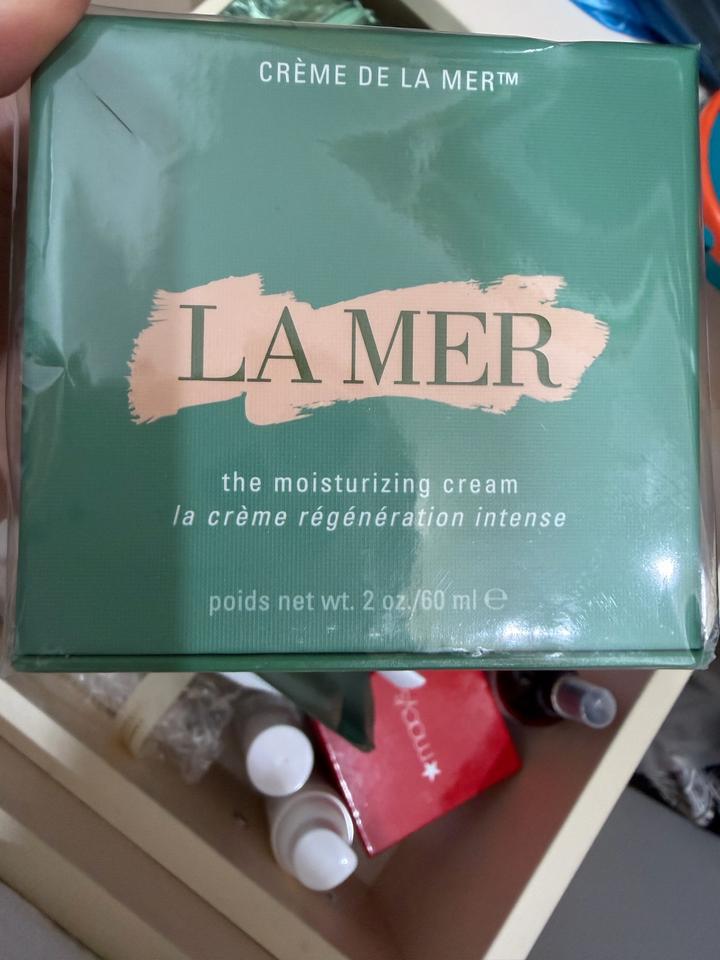 CRÈME DE LA MER™
LA MER
the moisturizing cream
la crème régénération intense
poids net wt. 2 oz./60 ml ℮
★macy's